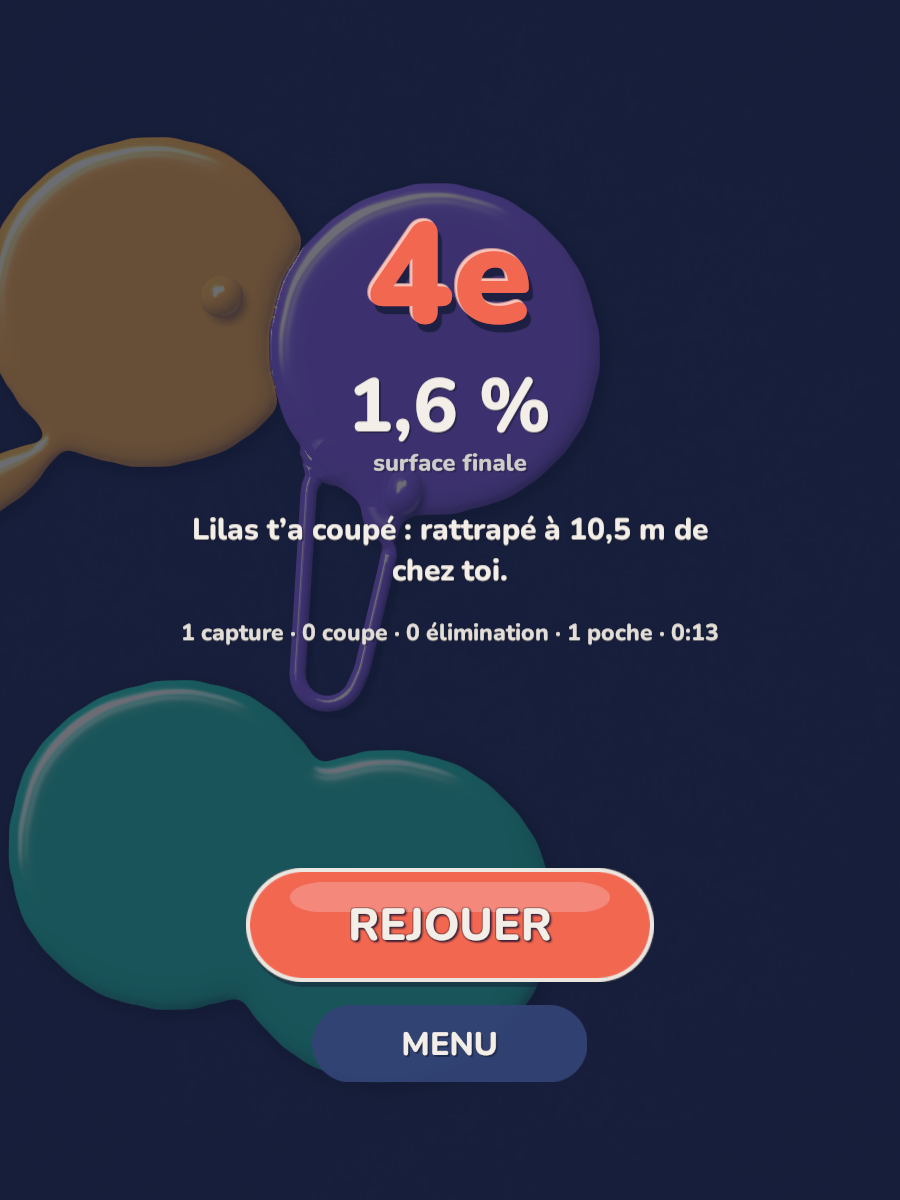 4e
1,6 %
surface finale
Lilas t’a coupé : rattrapé à 10,5 m de
chez toi.
1 capture · 0 coupe · 0 élimination · 1 poche · 0:13
REJOUER
MENU